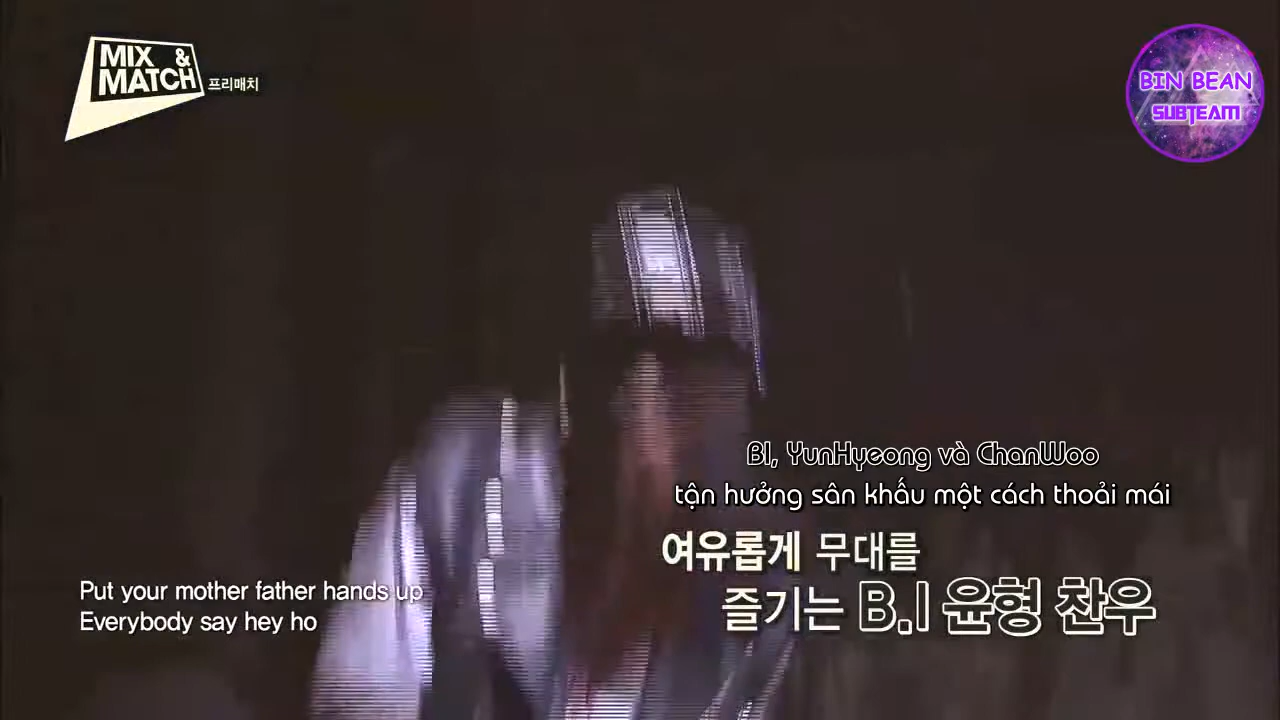 MIX &
MATCH
프리매치
BIN BEAN
SUBTEAM
BI, YunHyeong và ChanWoo
tận hưởng sân khấu một cách thoải mái
여유롭게 무대를
즐기는 B.I 윤형 찬우
Put your mother father hands up
Everybody say hey ho